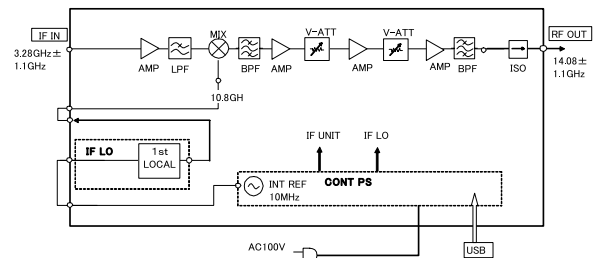 IF IN
3.28GHz±
1.1GHz
AMP
LPF
MIX
10.8GH
BPF
AMP
V-ATT
AMP
V-ATT
AMP
BPF
ISO
RF OUT
14.08±
1.1GHz
IF LO
1st
LOCAL
IF UNIT
IF LO
INT REF
10MHz
CONT PS
AC100V
USB